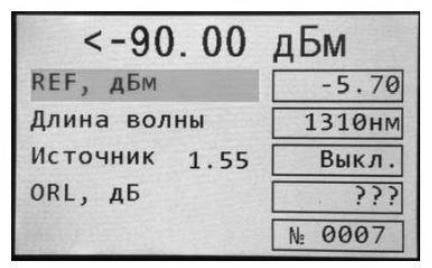 <-90.00 дБм
REF, дБм -5.70
Длина волны 1310нм
Источник 1.55 Выкл.
ORL, дБ ???
№ 0007